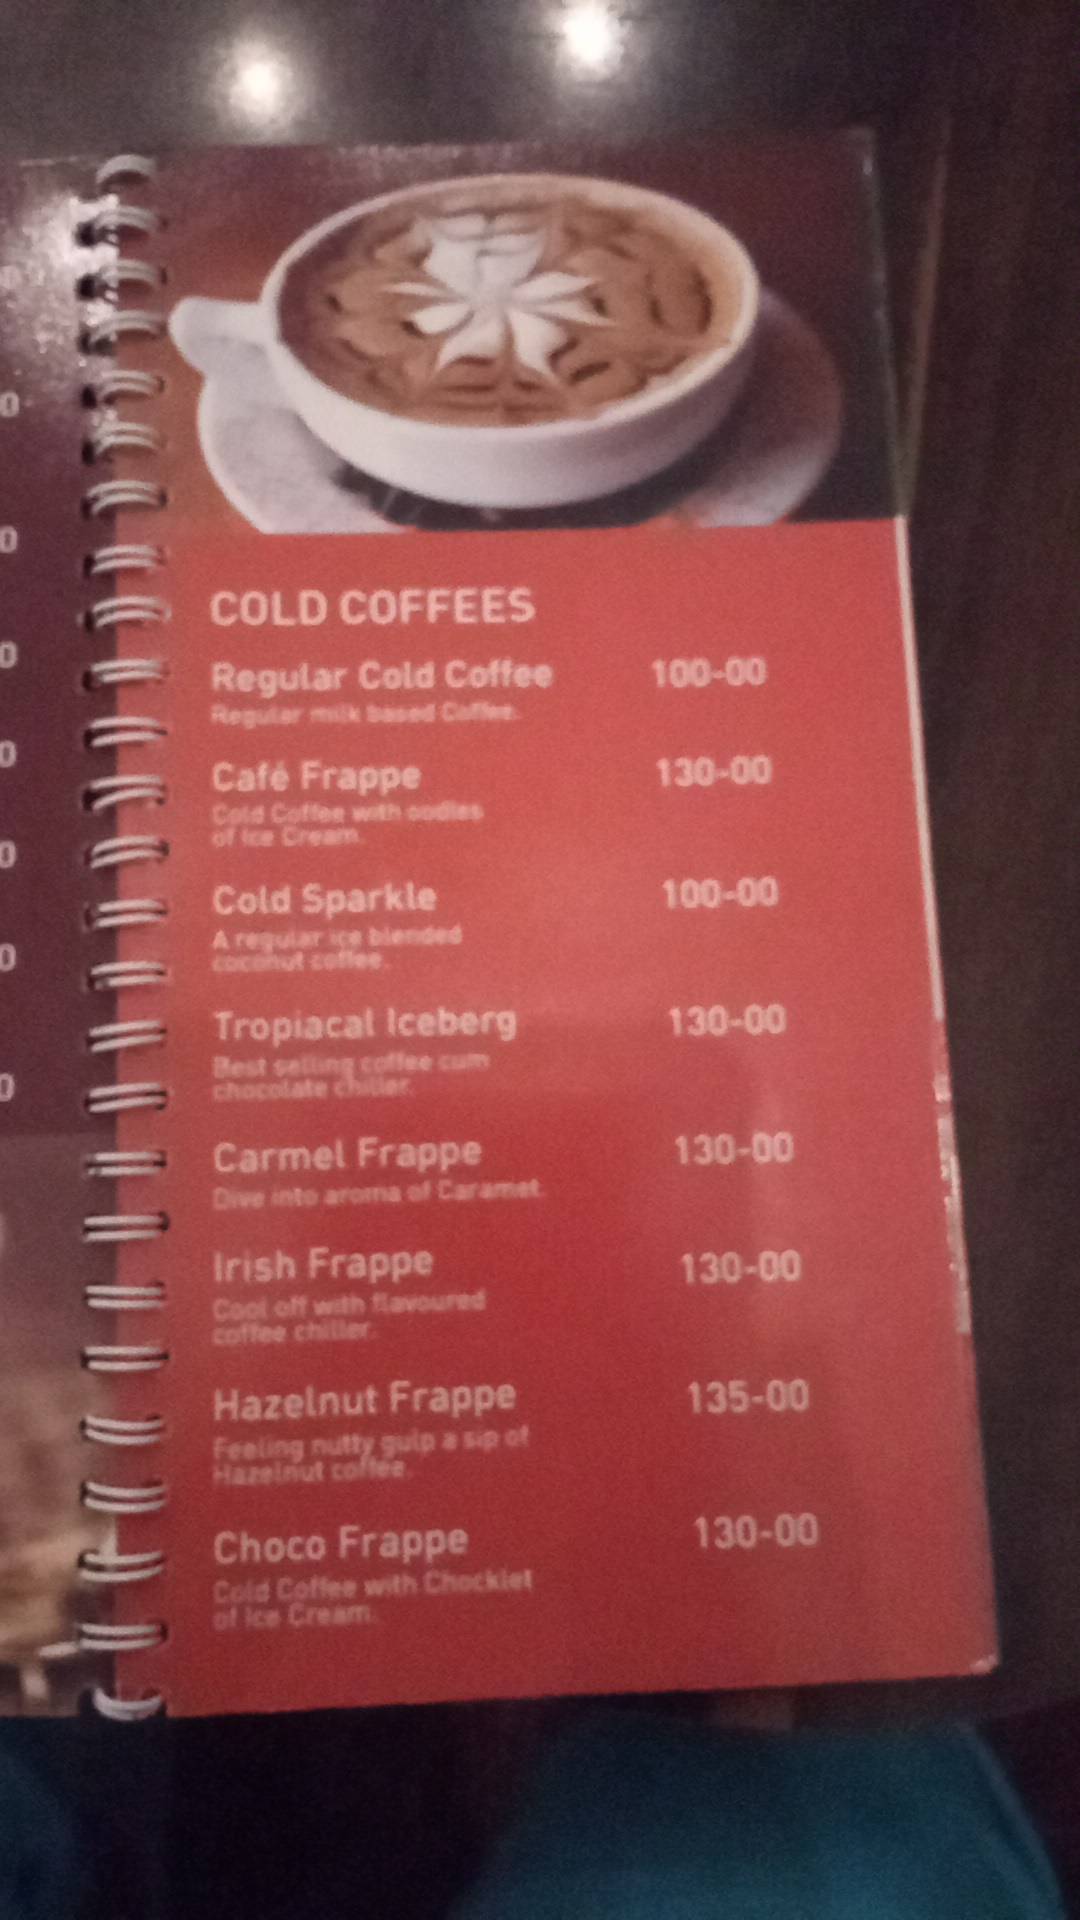 COLD COFFEES
Regular Cold Coffee 100-00
Regular milk based Coffee.
Café Frappe 130-00
Cold Coffee with oodles
of Ice Cream.
Cold Sparkle 100-00
A regular ice blended
coconut coffee.
Tropiacal Iceberg 130-00
Best selling coffee cum
chocolate chiller.
Carmel Frappe 130-00
Dive into aroma of Caramet.
Irish Frappe 130-00
Cool off with flavoured
coffee chiller.
Hazelnut Frappe 135-00
Feeling nutty gulp a sip of
Hazelnut coffee.
Choco Frappe 130-00
Cold Coffee with Chocklet
of Ice Cream.